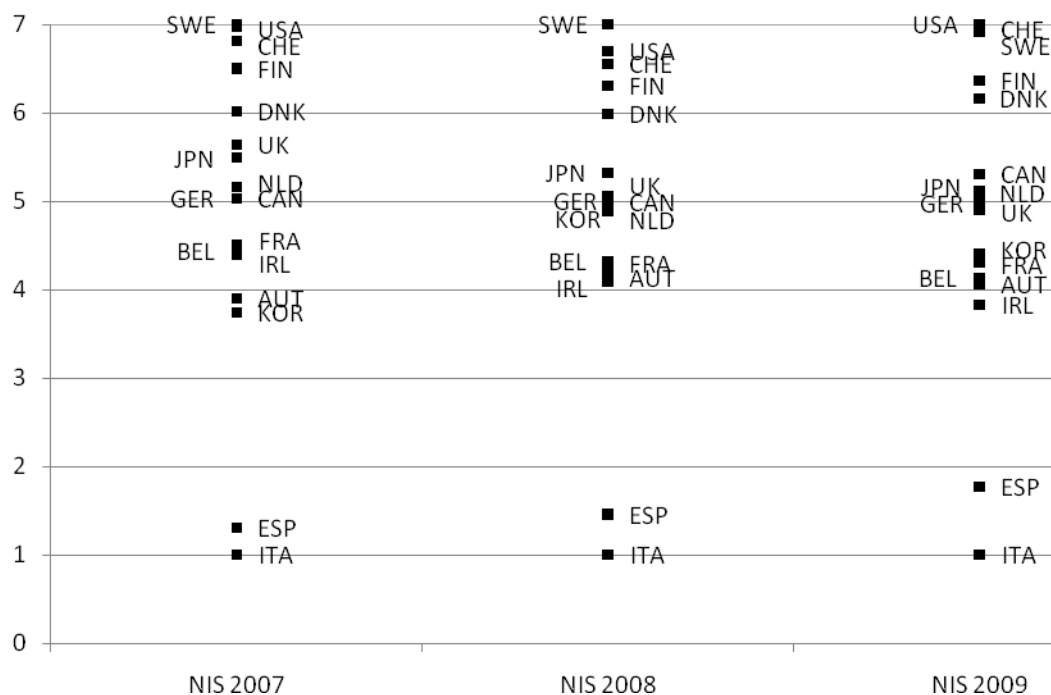 7
6
5
4
3
2
1
0
SWE
USA
CHE
FIN
DNK
UK
JPN
NLD
GER
CAN
FRA
BEL
IRL
AUT
KOR
ESP
ITA
NIS 2007
SWE
USA
CHE
FIN
DNK
JPN
UK
GER
CAN
KOR
NLD
BEL
FRA
AUT
IRL
ESP
ITA
NIS 2008
USA
CHE
SWE
FIN
DNK
CAN
JPN
NLD
GER
UK
KOR
FRA
BEL
AUT
IRL
ESP
ITA
NIS 2009